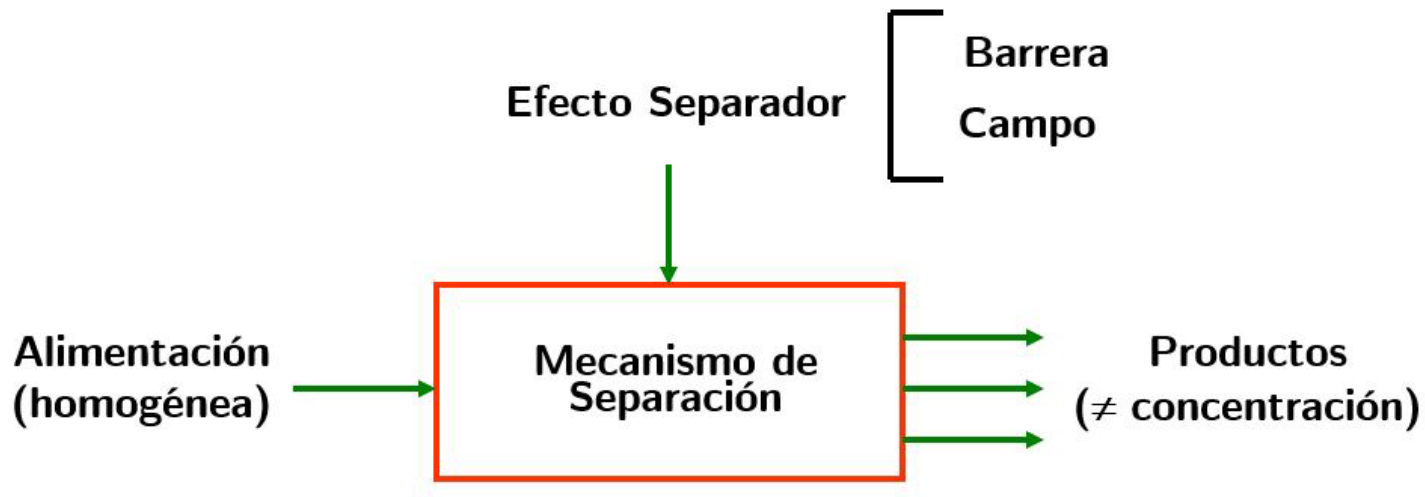 Barrera
Efecto Separador
Campo
Alimentación
(homogénea)
Mecanismo de
Separación
Productos
(≠ concentración)